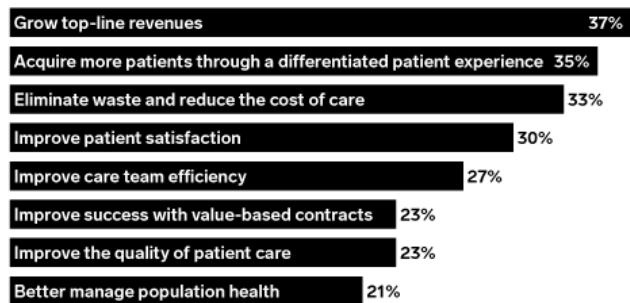 Grow top-line revenues 37%
Acquire more patients through a differentiated patient experience 35%
Eliminate waste and reduce the cost of care 33%
Improve patient satisfaction 30%
Improve care team efficiency 27%
Improve success with value-based contracts 23%
Improve the quality of patient care 23%
Better manage population health 21%